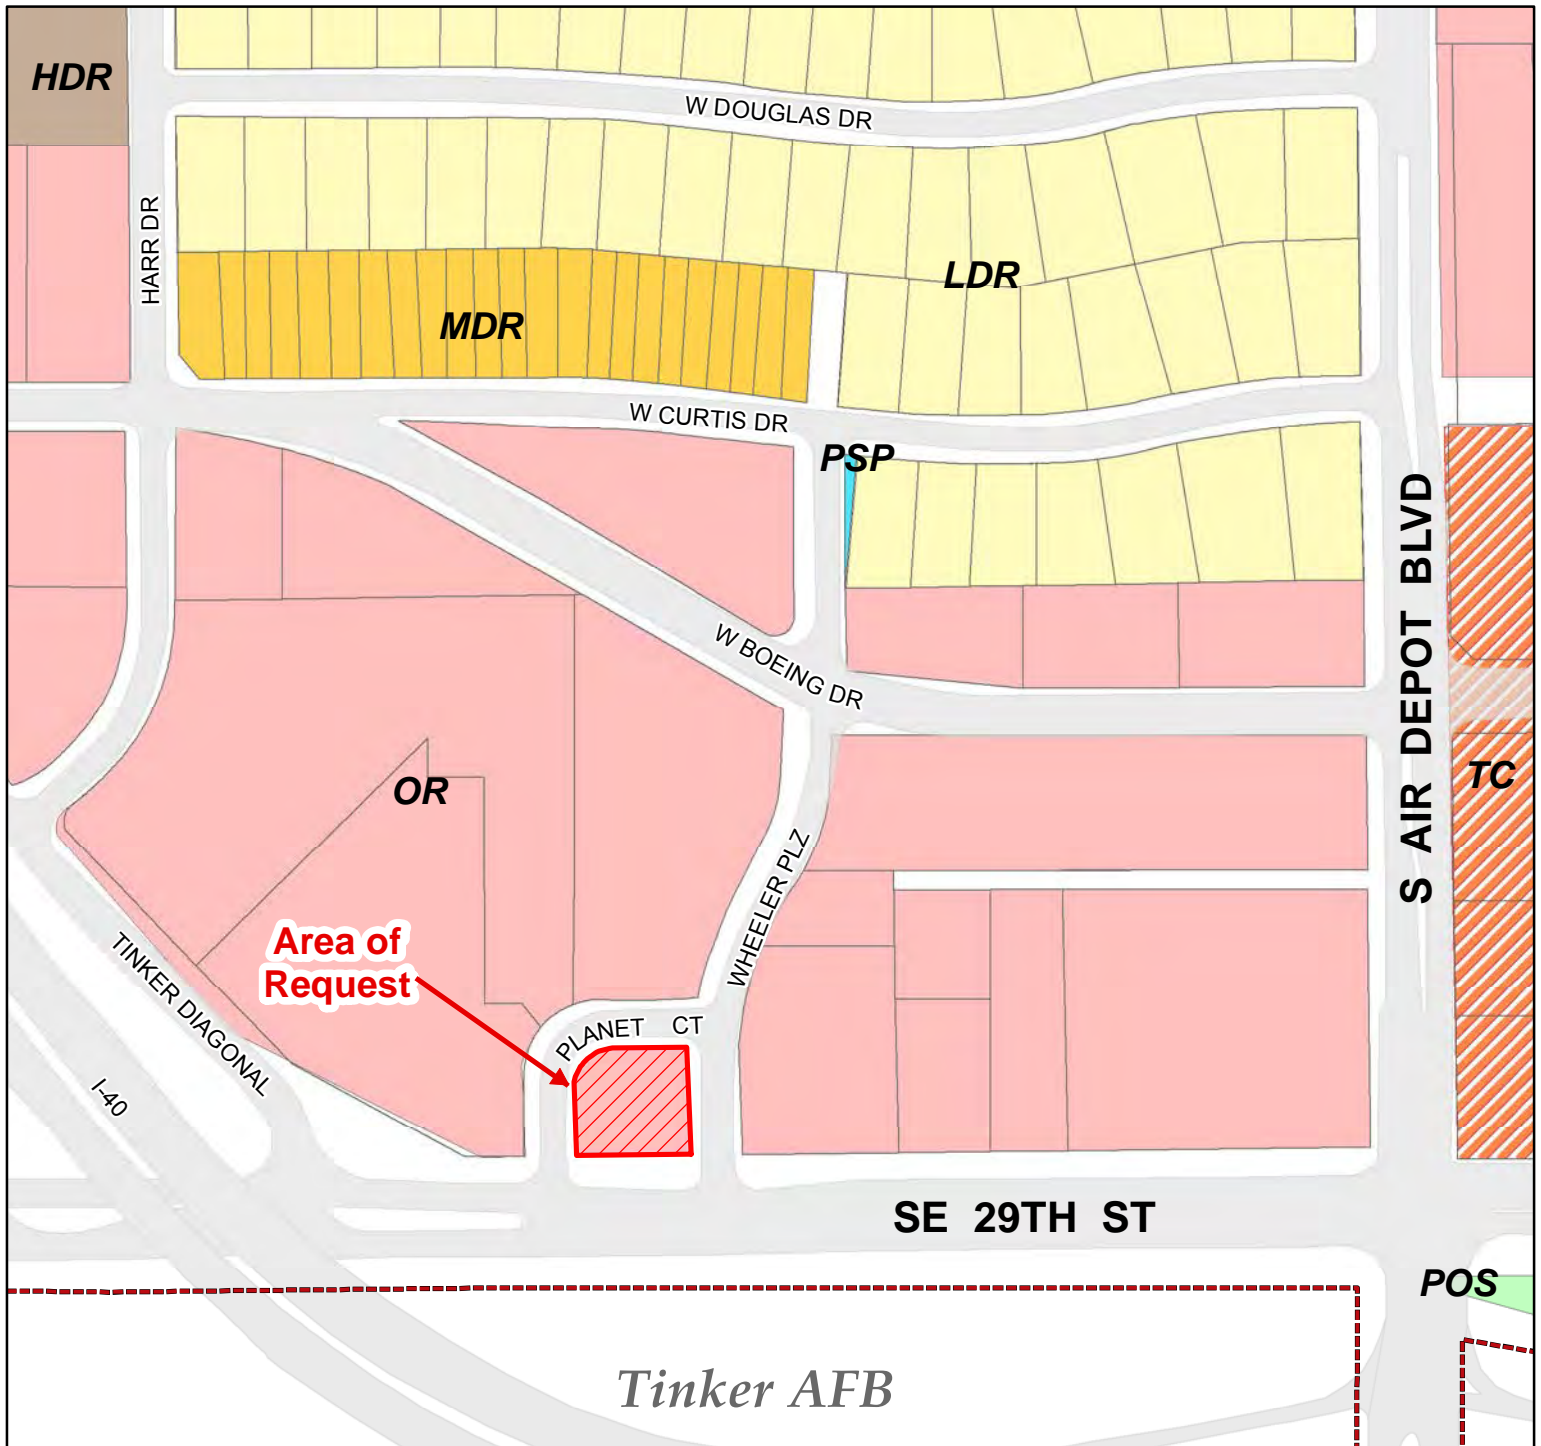 HDR
W DOUGLAS DR
HARR DR
LDR
MDR
W CURTIS DR
PSP
S AIR DEPOT BLVD
W BOEING DR
TC
OR
WHEELER PLZ
Area of
Request
TINKER DIAGONAL
PLANET CT
I-40
SE 29TH ST
POS
Tinker AFB